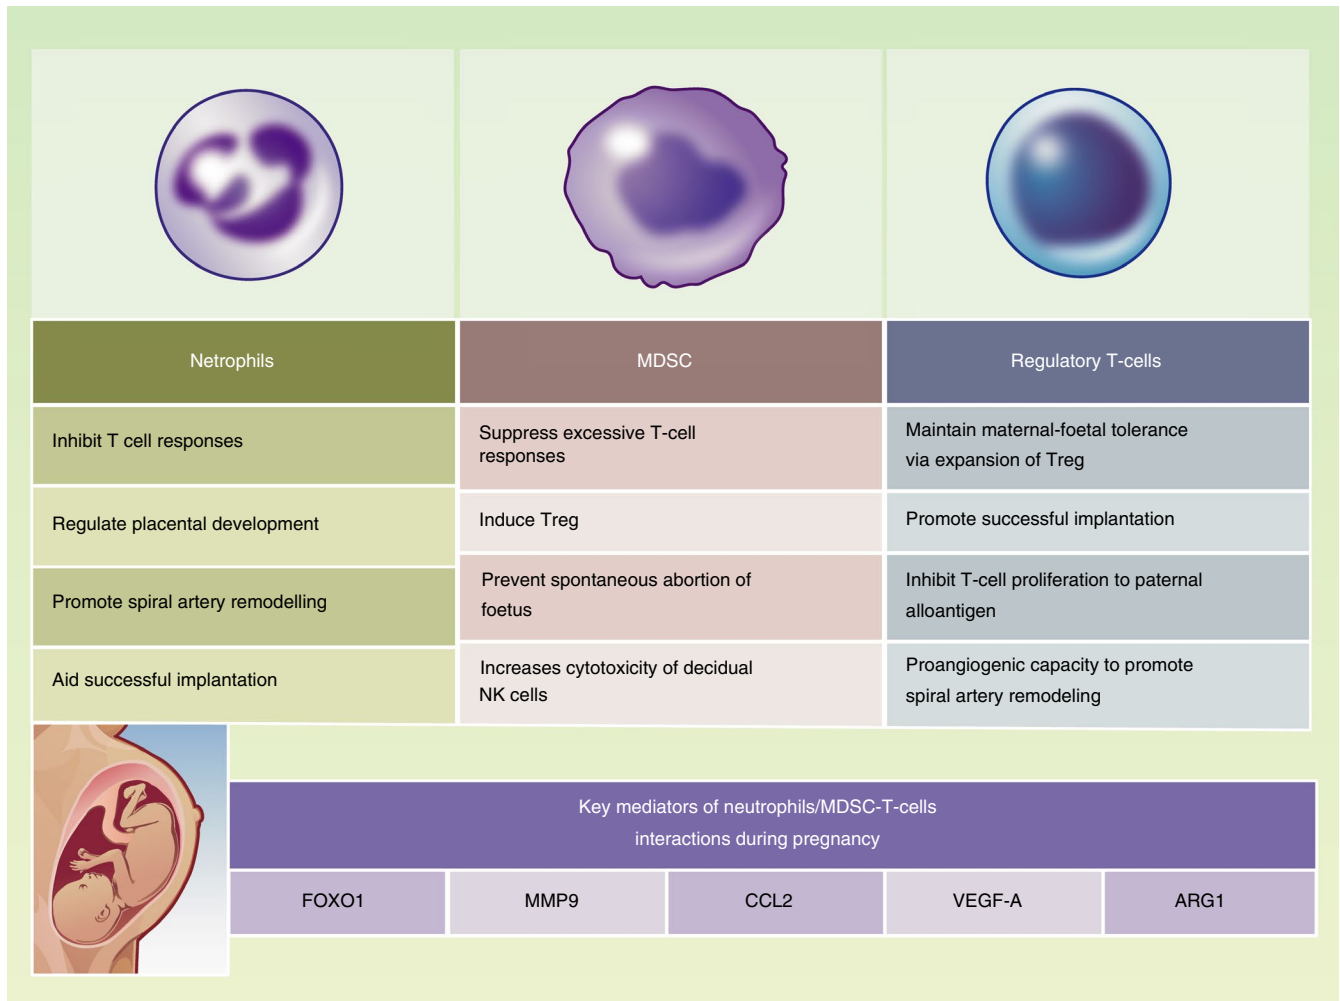 Netrophils
MDSC
Regulatory T-cells
Inhibit T cell responses
Suppress excessive T-cell
responses
Maintain maternal-foetal tolerance
via expansion of Treg
Regulate placental development
Induce Treg
Promote successful implantation
Promote spiral artery remodelling
Prevent spontaneous abortion of
foetus
Inhibit T-cell proliferation to paternal
alloantigen
Aid successful implantation
Increases cytotoxicity of decidual
NK cells
Proangiogenic capacity to promote
spiral artery remodeling
Key mediators of neutrophils/MDSC-T-cells
interactions during pregnancy
FOXO1
MMP9
CCL2
VEGF-A
ARG1